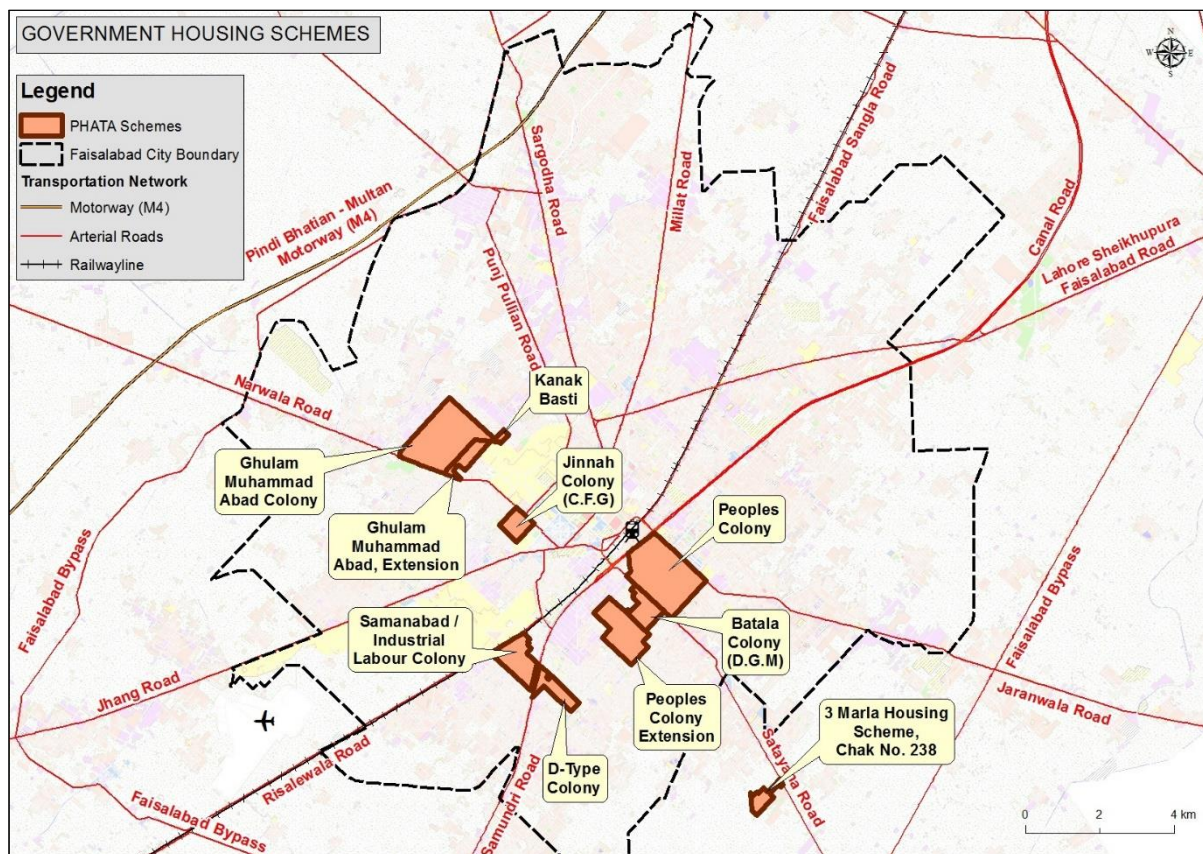 GOVERNMENT HOUSING SCHEMES
Legend
PHATA Schemes
Faisalabad City Boundary
Transportation Network
Motorway (M4)
Arterial Roads
Railwayline
N
W
E
S
Pindi Bhatian - Multan
Motorway (M4)
Sargodha Road
Millat Road
Faisalabad Sangla Road
Canal Road
Lahore Sheikhupura
Faisalabad Road
Punj Pullian Road
Narwala Road
Kanak
Basti
Ghulam
Muhammad
Abad Colony
Jinnah
Colony
(C.F.G)
Ghulam
Muhammad
Abad, Extension
Peoples
Colony
Faisalabad Bypass
Samanabad /
Industrial
Labour Colony
Batala
Colony
(D.G.M)
Faisalabad Bypass
Jhang Road
Peoples
Colony
Extension
Jaranwala Road
3 Marla Housing
Scheme,
Chak No. 238
D-Type
Colony
Risalewala Road
Samundri Road
Satayana Road
Faisalabad Bypass
0 2 4 km